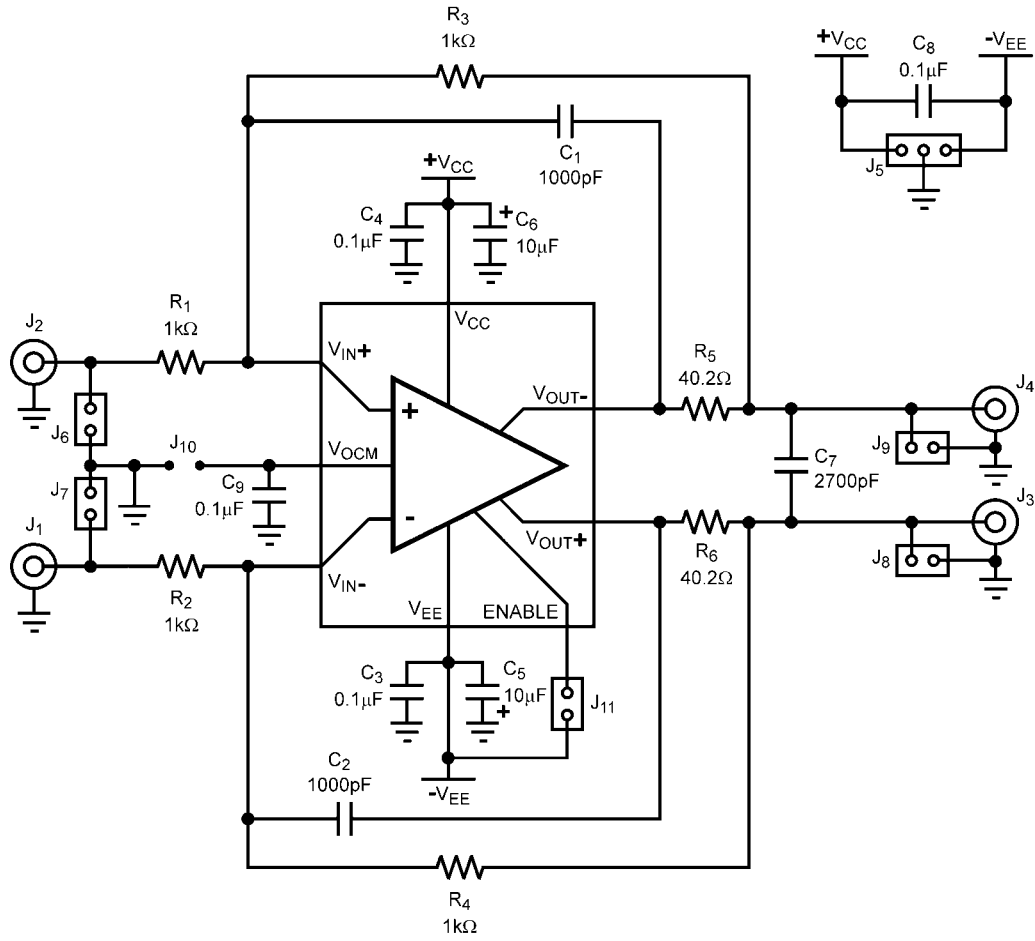 R3
1kΩ
+VCC
C8
0.1µF
-VEE
J5
C1
1000pF
+VCC
C4
0.1µF
+
C6
10µF
R1
1kΩ
J2
VCC
VIN+
R5
40.2Ω
J4
VOUT-
+
J6
J10
VOCM
J9
C7
2700pF
J7
C9
0.1µF
-
J3
J1
VOUT+
R6
40.2Ω
J8
VIN-
R2
1kΩ
VEE
ENABLE
C3
0.1µF
C5
10µF
+
J11
C2
1000pF
-VEE
R4
1kΩ